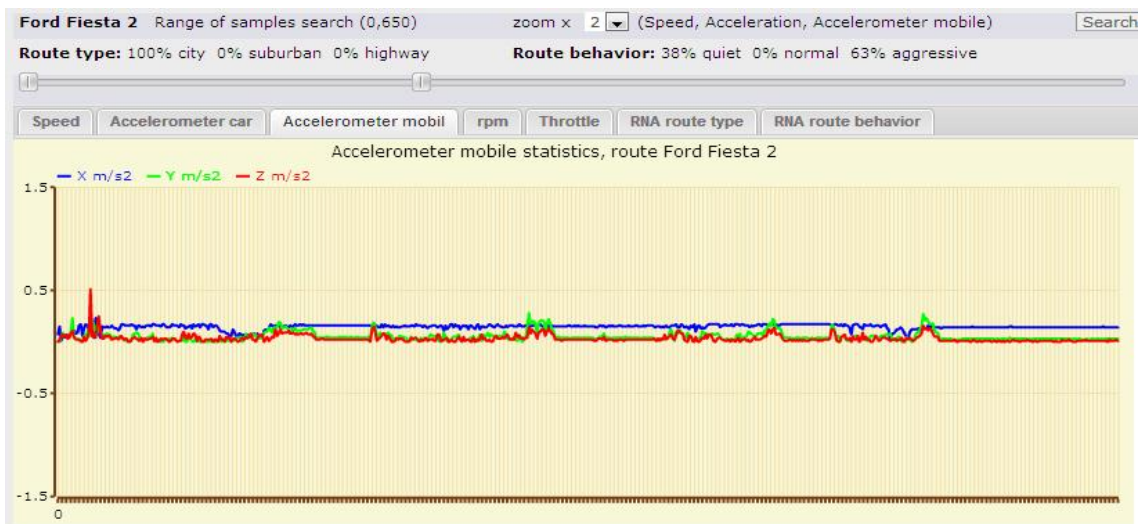 Ford Fiesta 2 Range of samples search (0,650) zoom x 2 (Speed, Acceleration, Accelerometer mobile) Search
Route type: 100% city 0% suburban 0% highway Route behavior: 38% quiet 0% normal 63% aggressive
Speed Accelerometer car Accelerometer mobil rpm Throttle RNA route type RNA route behavior
Accelerometer mobile statistics, route Ford Fiesta 2
X m/s2 Y m/s2 Z m/s2
1.5
0.5
-0.5
-1.5
0